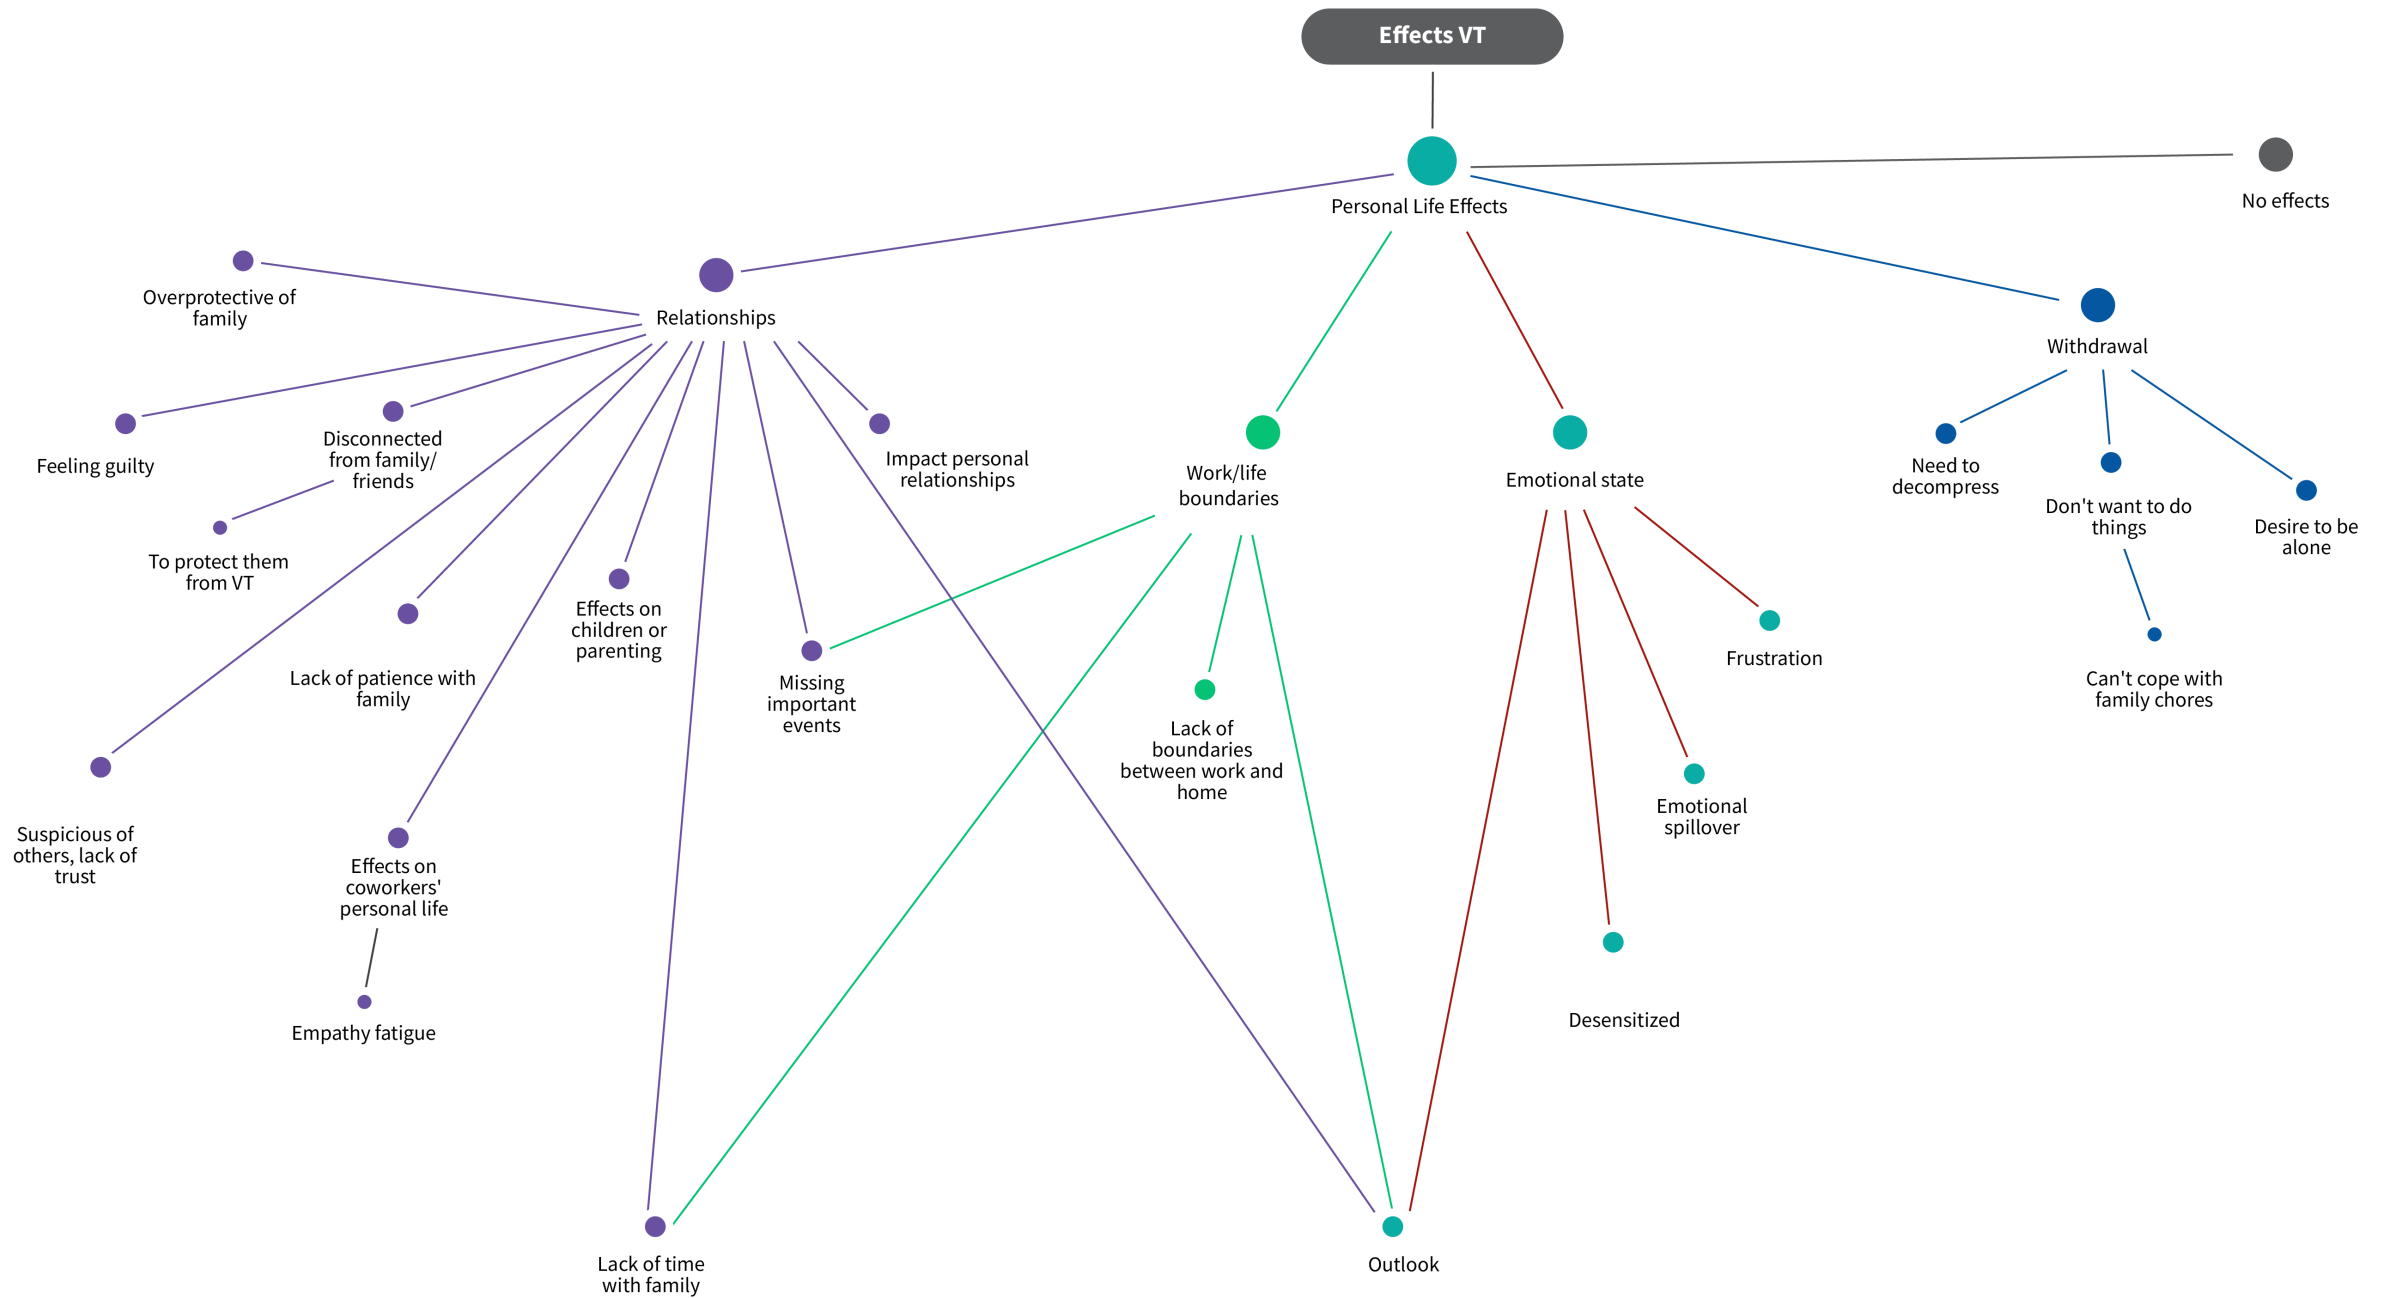 Effects VT
Personal Life Effects
No effects
Overprotective of
family
Relationships
Withdrawal
Feeling guilty
Disconnected
from family/
friends
Impact personal
relationships
Work/life
boundaries
Emotional state
Need to
decompress
Don't want to do
things
Desire to be
alone
To protect them
from VT
Effects on
children or
parenting
Lack of patience with
family
Missing
important
events
Frustration
Can't cope with
family chores
Lack of
boundaries
between work and
home
Emotional
spillover
Suspicious of
others, lack of
trust
Effects on
coworkers'
personal life
Empathy fatigue
Desensitized
Lack of time
with family
Outlook